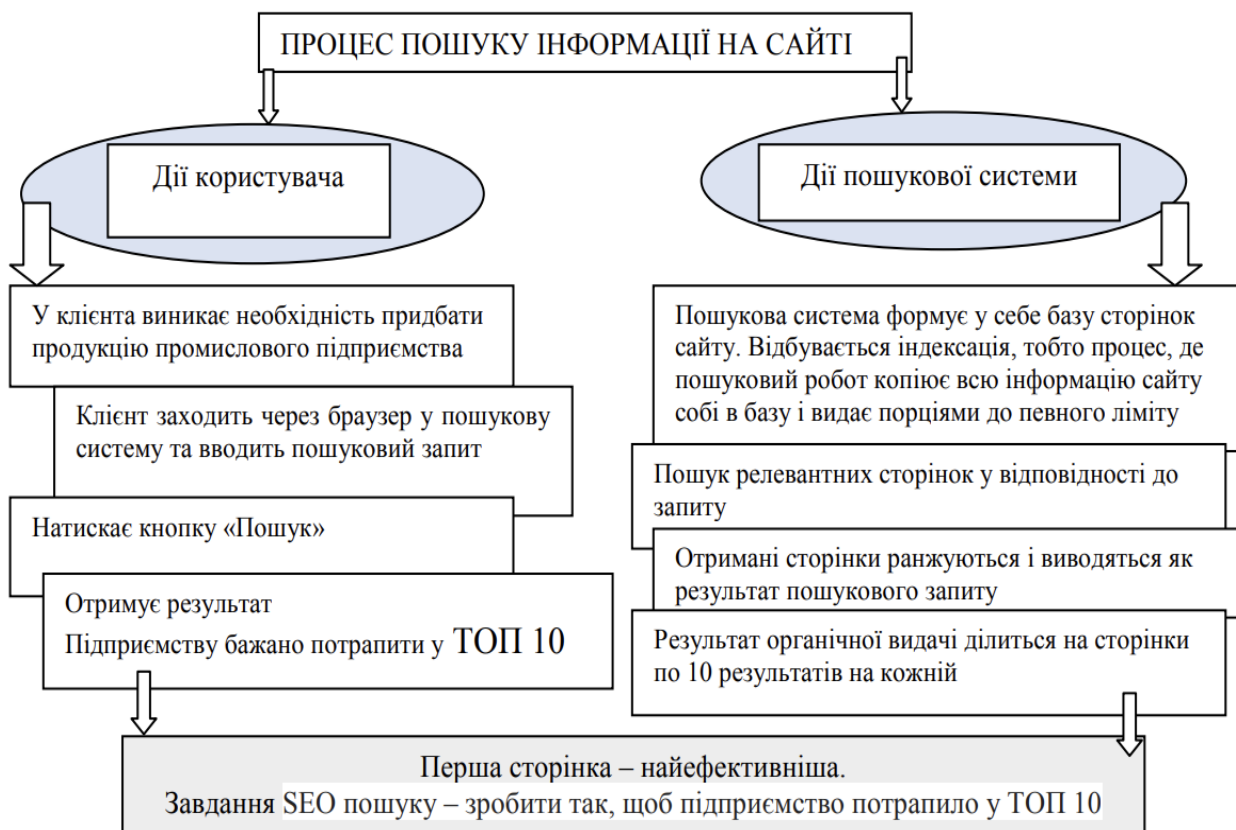 ПРОЦЕС ПОШУКУ ІНФОРМАЦІЇ НА САЙТІ
Дії користувача
У клієнта виникає необхідність придбати
продукцію промислового підприємства
Клієнт заходить через браузер у пошукову
систему та вводить пошуковий запит
Натискає кнопку «Пошук»
Отримує результат
Підприємству бажано потрапити у ТОП 10
Дії пошукової системи
Пошукова система формує у себе базу сторінок
сайту. Відбувається індексація, тобто процес, де
пошуковий робот копіює всю інформацію сайту
собі в базу і видає порціями до певного ліміту
Пошук релевантних сторінок у відповідності до
запиту
Отримані сторінки ранжуються і виводяться як
результат пошукового запиту
Результат органічної видачі ділиться на сторінки
по 10 результатів на кожній
Перша сторінка – найефективніша.
Завдання SEO пошуку – зробити так, щоб підприємство потрапило у ТОП 10